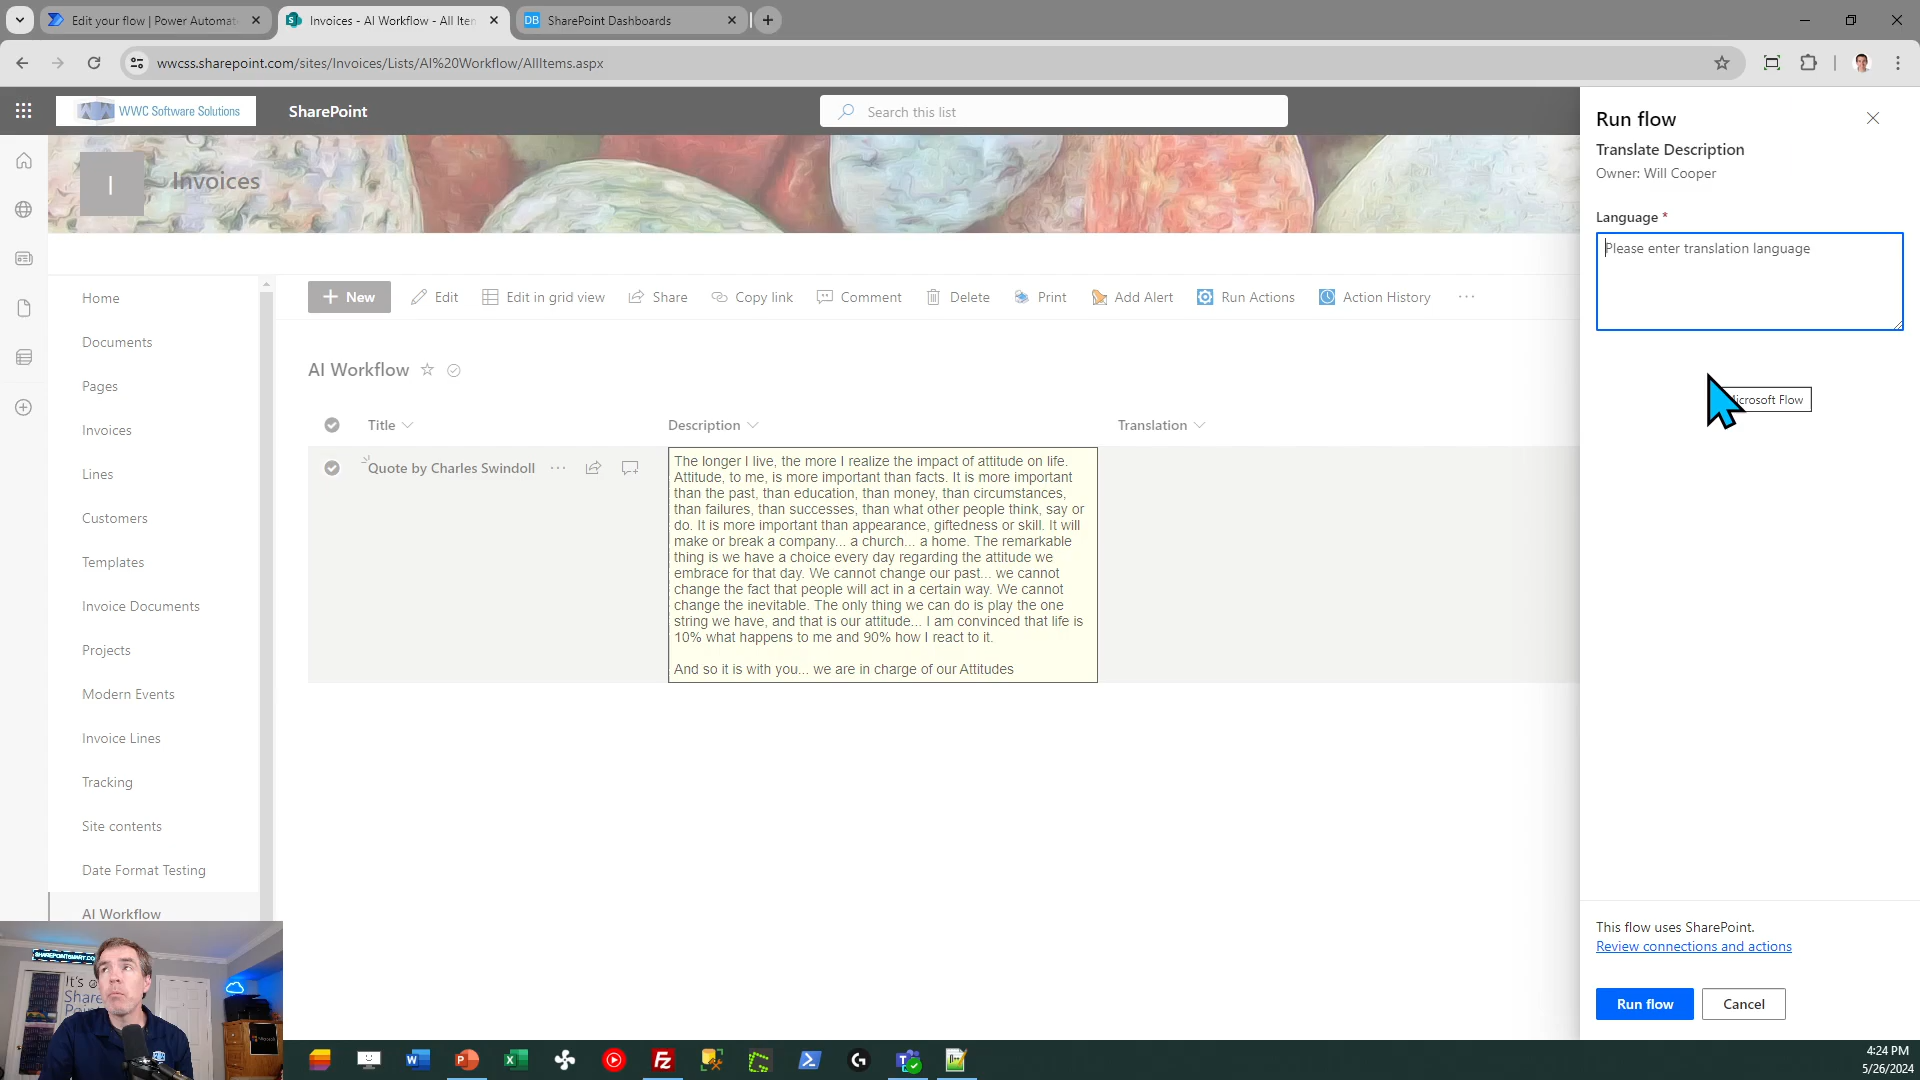 Edit your flow | Power Automat
Invoices - AI Workflow - All Iten
DB SharePoint Dashboards
wwcss.sharepoint.com/sites/Invoices/Lists/AI%20Workflow/AllItems.aspx
WWC Software Solutions
SharePoint
Search this list
I
Invoices
Home
Documents
Pages
Invoices
Lines
Customers
Templates
Invoice Documents
Projects
Modern Events
Invoice Lines
Tracking
Site contents
Date Format Testing
AI Workflow
New Edit Edit in grid view Share Copy link Comment Delete Print Add Alert Run Actions Action History ...
AI Workflow
Title Description Translation
Quote by Charles Swindoll
The longer I live, the more I realize the impact of attitude on life.
Attitude, to me, is more important than facts. It is more important
than the past, than education, than money, than circumstances,
than failures, than successes, than what other people think, say or
do. It is more important than appearance, giftedness or skill. It will
make or break a company... a church... a home. The remarkable
thing is we have a choice every day regarding the attitude we
embrace for that day. We cannot change our past... we cannot
change the fact that people will act in a certain way. We cannot
change the inevitable. The only thing we can do is play the one
string we have, and that is our attitude... I am convinced that life is
10% what happens to me and 90% how I react to it.
And so it is with you... we are in charge of our Attitudes
Run flow
Translate Description
Owner: Will Cooper
Language *
Please enter translation language
icrosoft Flow
This flow uses SharePoint.
Review connections and actions
Run flow
Cancel
It's a
Share
4:24 PM
5/26/2024